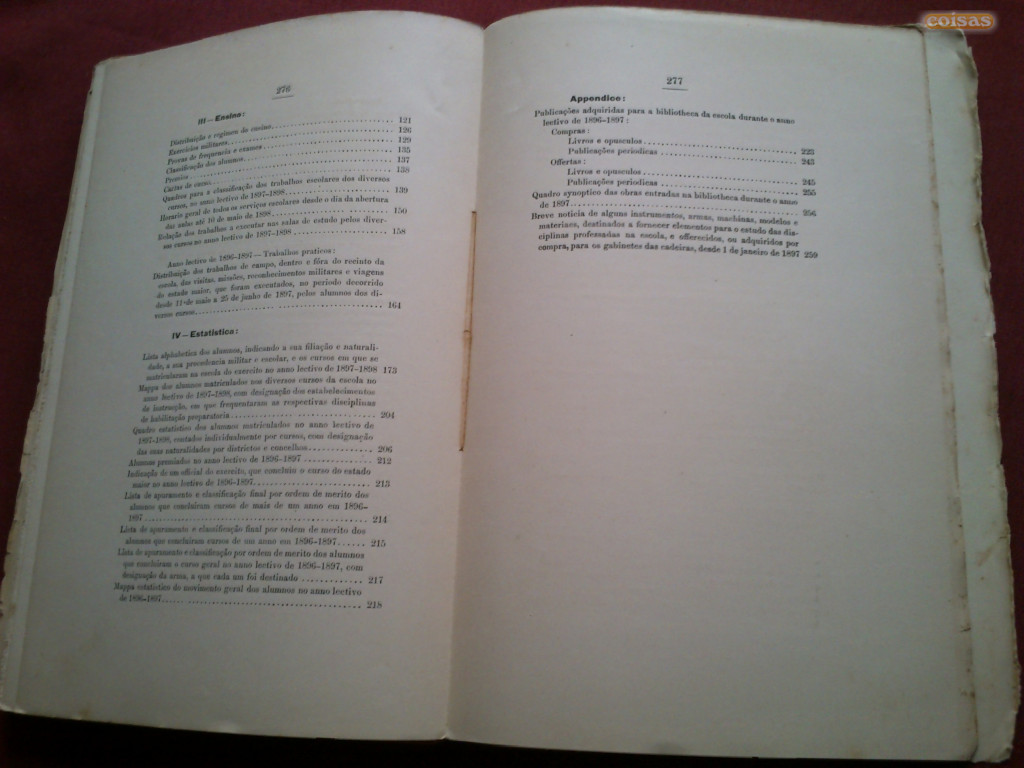 276
III — Ensino:
Distribuição e regimen do ensino 121
Exercicios militares 126
Provas de frequencia e exames 129
Classificação dos alumnos 135
Premios 137
Cartas de curso 138
Quadros para a classificação dos trabalhos escolares dos diversos
cursos, no anno lectivo de 1897-1898 139
Horario geral de todos os serviços escolares desde o dia da abertura
das aulas até 10 de maio de 1898 150
Relação dos trabalhos a executar nas salas de estudo pelos diver-
sos cursos no anno lectivo de 1897-1898 158
Anno lectivo de 1896-1897 — Trabalhos praticos:
Distribuição dos trabalhos de campo, dentro e fóra do recinto da
escola, das visitas, missões, reconhecimentos militares e viagens
do estado maior, que foram executados, no periodo decorrido
desde 11 de maio a 25 de junho de 1897, pelos alumnos dos di-
versos cursos 164
IV — Estatistica:
Lista alphabetica dos alumnos, indicando a sua filiação e naturali-
dade, a sua procedencia militar e escolar, e os cursos em que se
matricularam na escola do exercito no anno lectivo de 1897-1898 173
Mappa dos alumnos matriculados nos diversos cursos da escola no
anno lectivo de 1897-1898, com designação dos estabelecimentos
de instrucção, em que frequentaram as respectivas disciplinas
de habilitação preparatoria 204
Quadro estatistico dos alumnos matriculados no anno lectivo de
1897-1898, contados individualmente por cursos, com designação
das suas naturalidades por districtos e concelhos 206
Alumnos premiados no anno lectivo de 1896-1897 212
Indicação de um official do exercito, que concluiu o curso do estado
maior no anno lectivo de 1896-1897 213
Lista de apuramento e classificação final por ordem de merito dos
alumnos que concluiram cursos de mais de um anno em 1896-
1897 214
Lista de apuramento e classificação final por ordem de merito dos
alumnos que concluiram cursos de um anno em 1896-1897 215
Lista de apuramento e classificação por ordem de merito dos alumnos
que concluiram o curso geral no anno lectivo de 1896-1897, com
designação da arma, a que cada um foi destinado 217
Mappa estatistico do movimento geral dos alumnos no anno lectivo
de 1896-1897 218
277
Appendice:
Publicações adquiridas para a bibliotheca da escola durante o anno
lectivo de 1896-1897:
Compras:
Livros e opusculos 223
Publicações periodicas 243
Offertas:
Livros e opusculos 245
Publicações periodicas 255
Quadro synoptico das obras entradas na bibliotheca durante o anno
de 1897 256
Breve noticia de alguns instrumentos, armas, machinas, modelos e
materiaes, destinados a fornecer elementos para o estudo das dis-
ciplinas professadas na escola, e offerecidos, ou adquiridos por
compra, para os gabinetes das cadeiras, desde 1 de janeiro de 1897 259
coisas